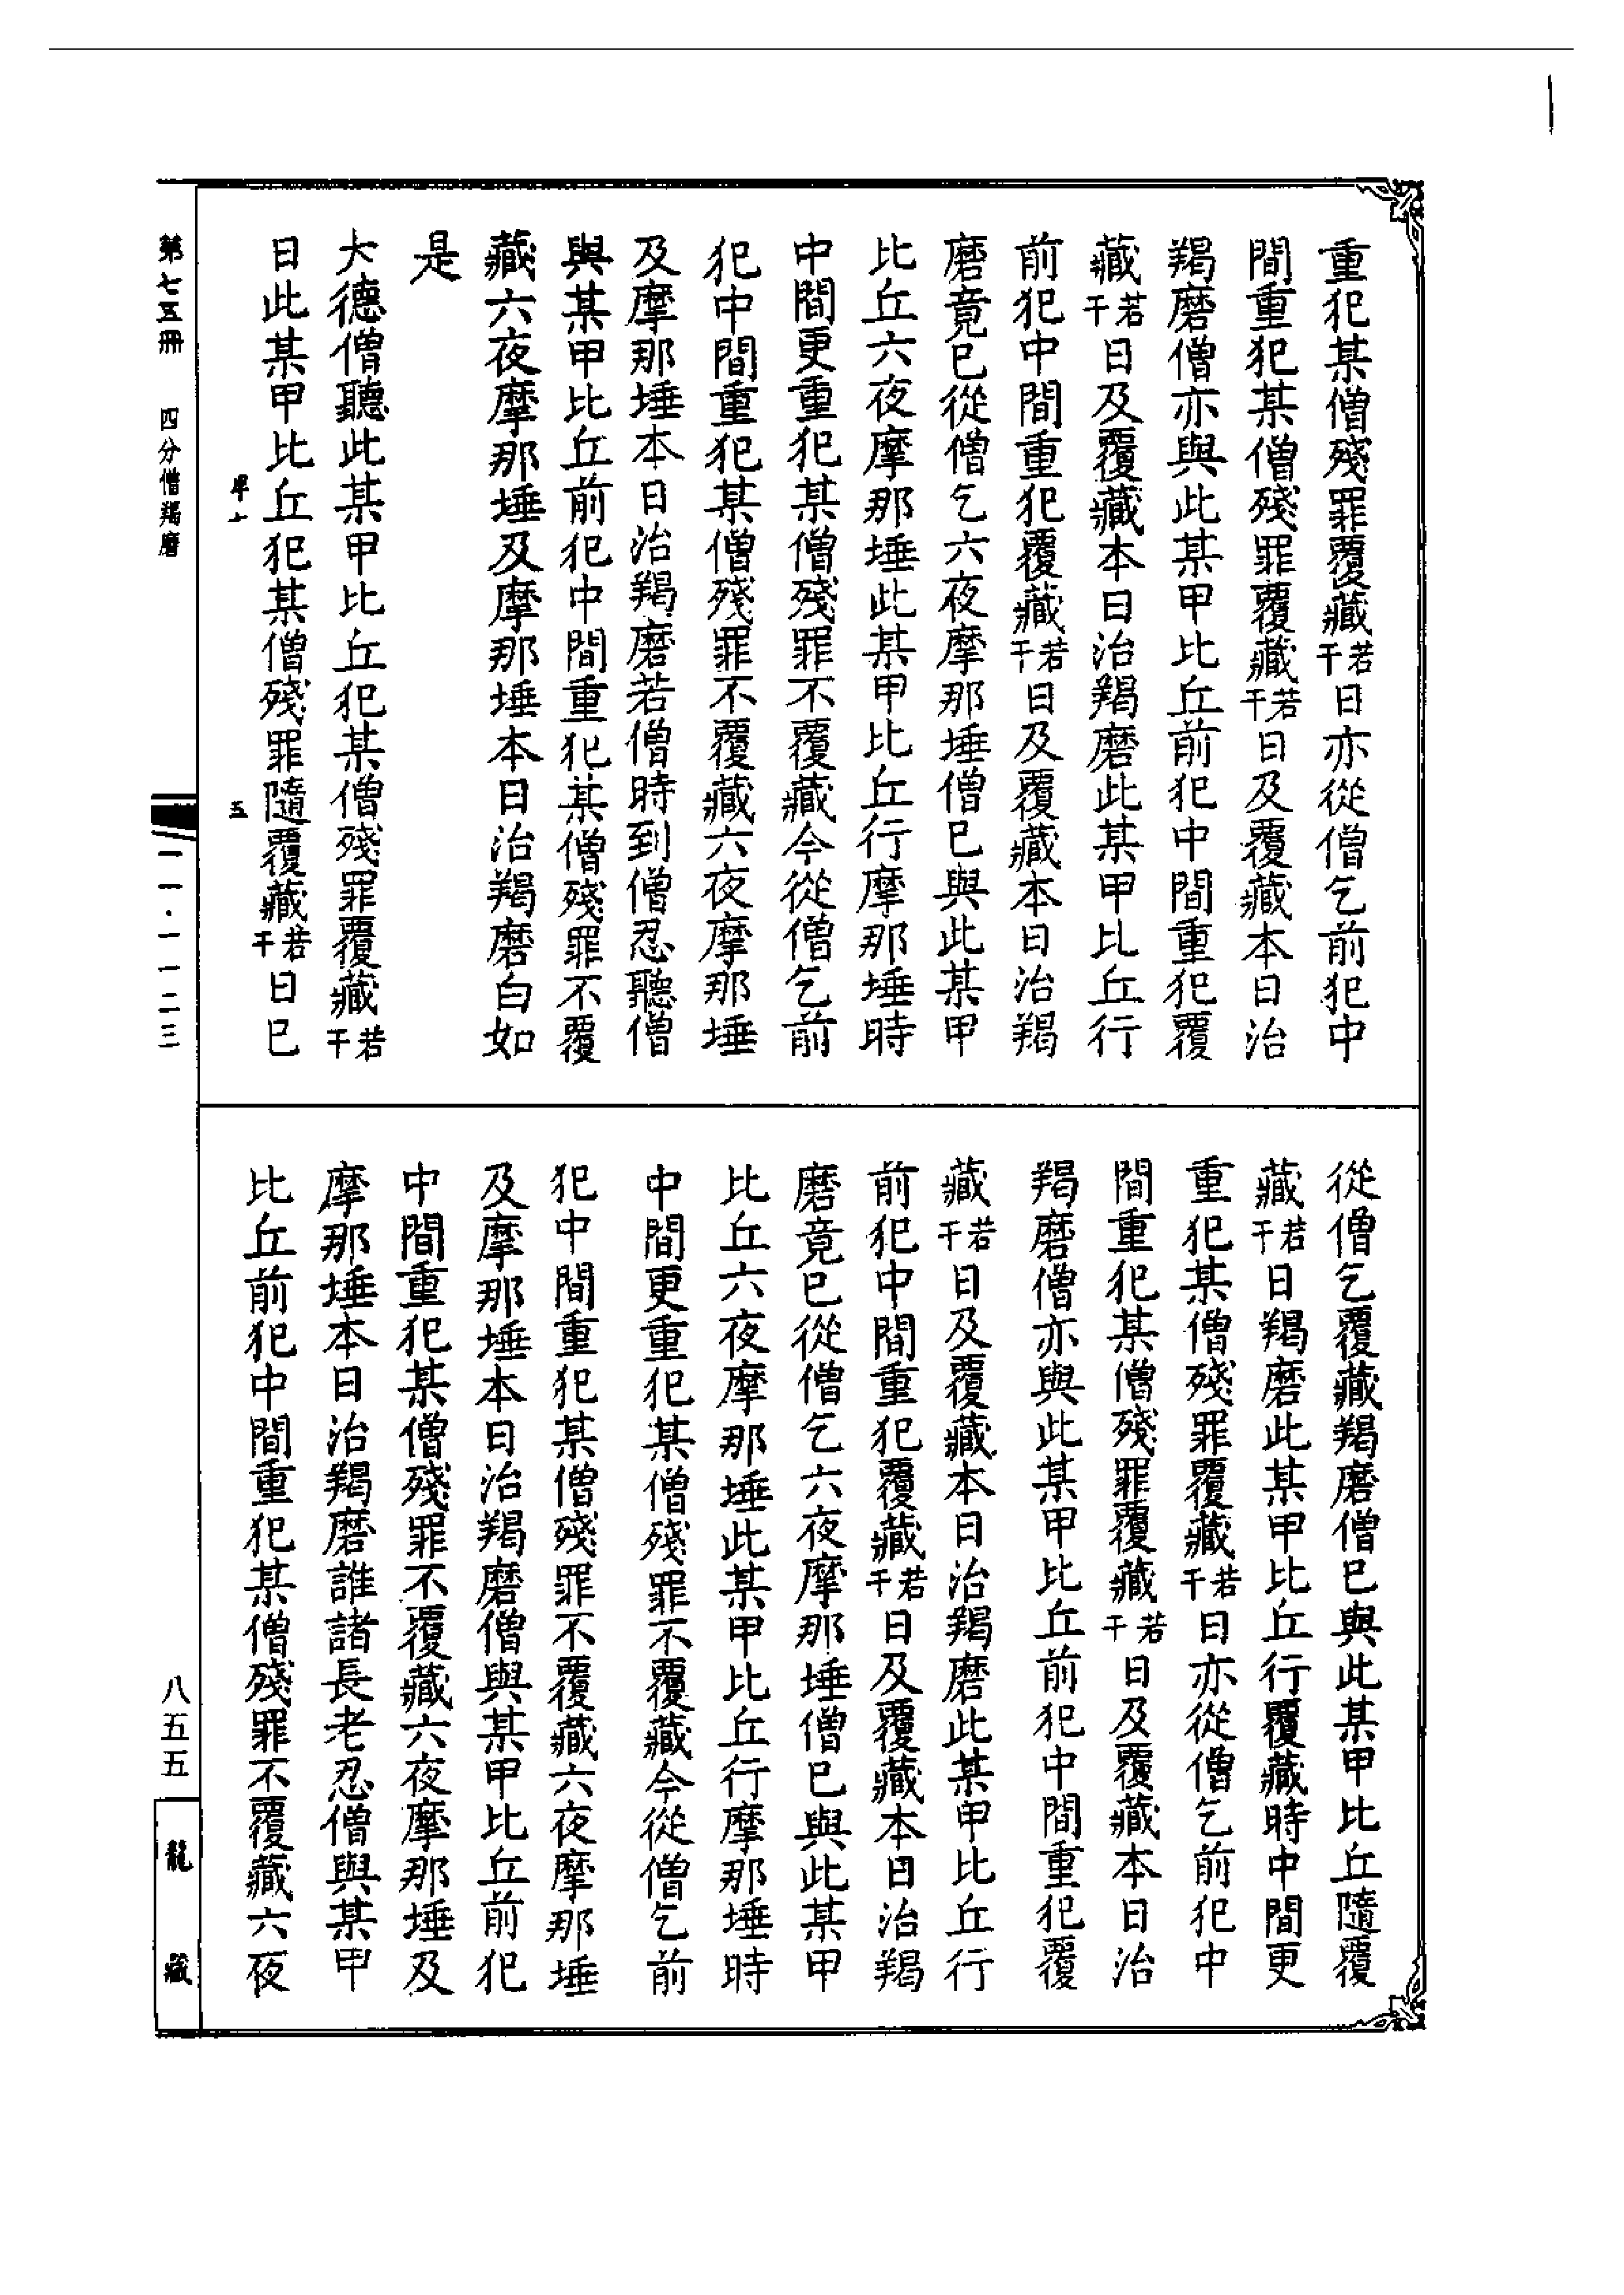 重犯某僧殘罪覆藏若干日亦從僧乞前犯中
間重犯某僧殘罪覆藏若干日及覆藏本日治
羯磨僧亦與此某甲比丘前犯中間重犯覆
藏若干日及覆藏本日治羯磨此某甲比丘行
前犯中間重犯覆藏若干日及覆藏本日治羯
磨竟已從僧乞六夜摩那埵僧已與此某甲
比丘六夜摩那埵此某甲比丘行摩那埵時
中間更重犯某僧殘罪不覆藏今從僧乞前
犯中間重犯某僧殘罪不覆藏六夜摩那埵
及摩那埵本日治羯磨若僧時到僧忍聽僧
與某甲比丘前犯中間重犯某僧殘罪不覆
藏六夜摩那埵及摩那埵本日治羯磨白如
是
大德僧聽此某甲比丘犯某僧殘罪覆藏若干
日此某甲比丘犯某僧殘罪隨覆藏若干日已
五
從僧乞覆藏羯磨僧已與此某甲比丘隨覆
藏若干日羯磨此某甲比丘行覆藏時中間更
重犯某僧殘罪覆藏若干日亦從僧乞前犯中
間重犯某僧殘罪覆藏若干日及覆藏本日治
羯磨僧亦與此某甲比丘前犯中間重犯覆
藏若干日及覆藏本日治羯磨此某甲比丘行
前犯中間重犯覆藏若干日及覆藏本日治羯
磨竟已從僧乞六夜摩那埵僧已與此某甲
比丘六夜摩那埵此某甲比丘行摩那埵時
中間更重犯某僧殘罪不覆藏今從僧乞前
犯中間重犯某僧殘罪不覆藏六夜摩那埵
及摩那埵本日治羯磨僧與某甲比丘前犯
中間重犯某僧殘罪不覆藏六夜摩那埵及
摩那埵本日治羯磨誰諸長老忍僧與某甲
比丘前犯中間重犯某僧殘罪不覆藏六夜
第七五冊 四分僧羯磨
一一·一一二三
八五五
龍藏